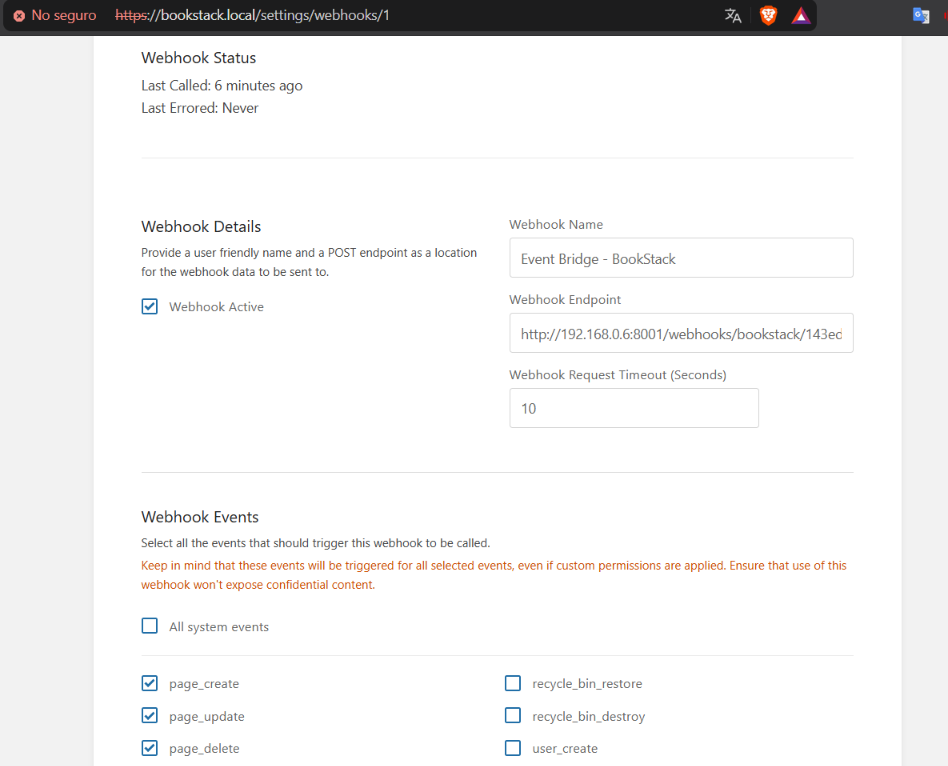 No seguro https://bookstack.local/settings/webhooks/1
Webhook Status
Last Called: 6 minutes ago
Last Errored: Never
Webhook Details
Provide a user friendly name and a POST endpoint as a location
for the webhook data to be sent to.
Webhook Active
Webhook Name
Event Bridge - BookStack
Webhook Endpoint
http://192.168.0.6:8001/webhooks/bookstack/143ed
Webhook Request Timeout (Seconds)
10
Webhook Events
Select all the events that should trigger this webhook to be called.
Keep in mind that these events will be triggered for all selected events, even if custom permissions are applied. Ensure that use of this
webhook won't expose confidential content.
All system events
page_create
page_update
page_delete
recycle_bin_restore
recycle_bin_destroy
user_create